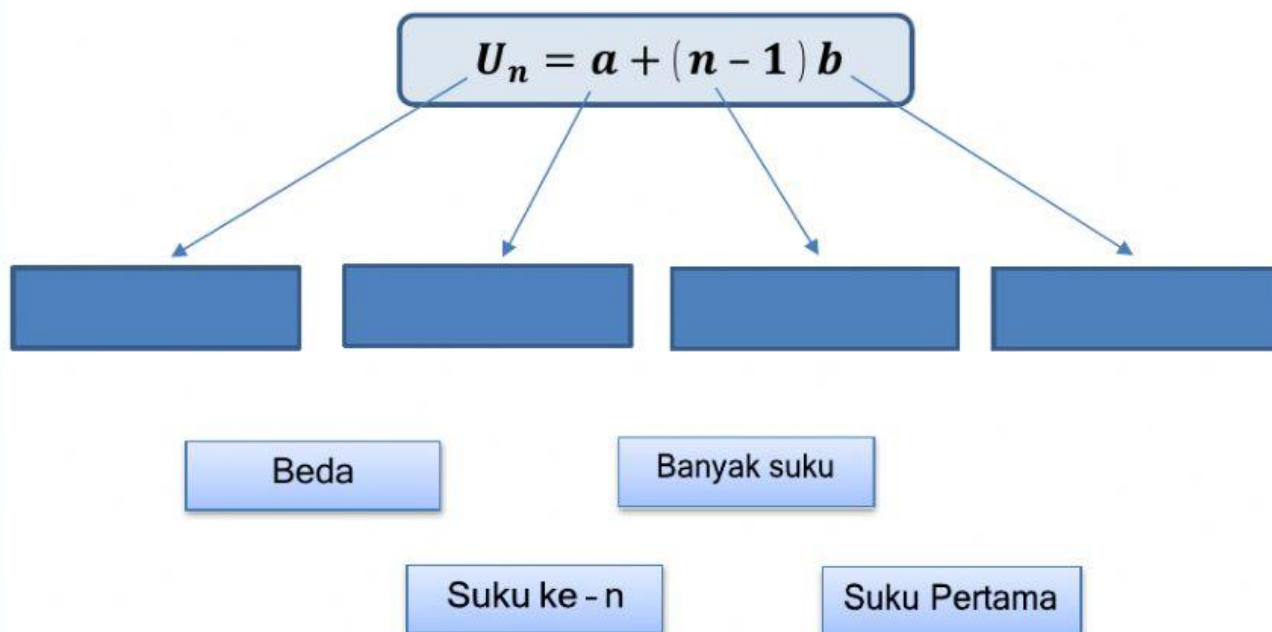 Uₙ = a + (n – 1) b
Beda
Banyak suku
Suku ke - n
Suku Pertama